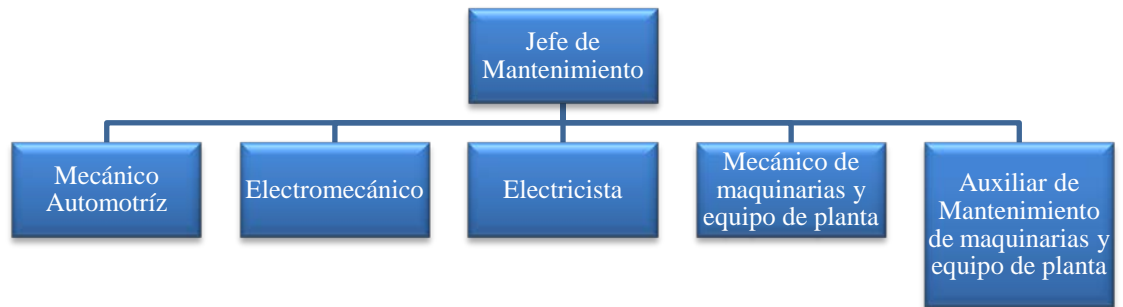 Jefe de
Mantenimiento
Mecánico
Automotríz
Electromecánico
Electricista
Mecánico de
maquinarias y
equipo de planta
Auxiliar de
Mantenimiento
de maquinarias y
equipo de planta